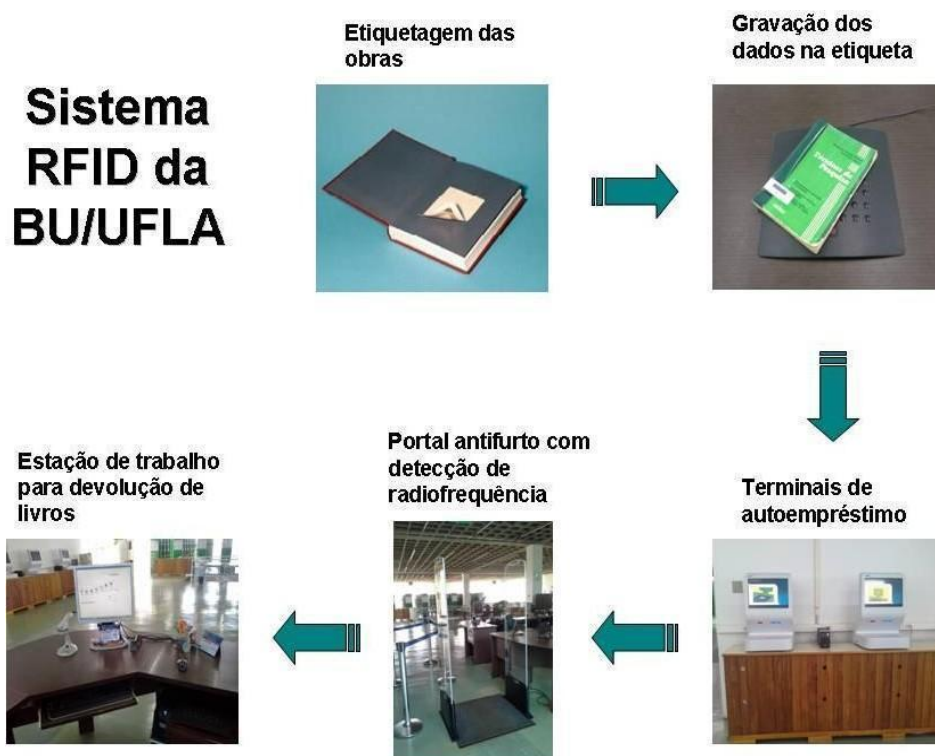 Sistema
RFID da
BU/UFLA
Etiquetagem das
obras
Gravação dos
dados na etiqueta
Terminais de
autoempréstimo
Portal antifurto com
detecção de
radiofrequência
Estação de trabalho
para devolução de
livros